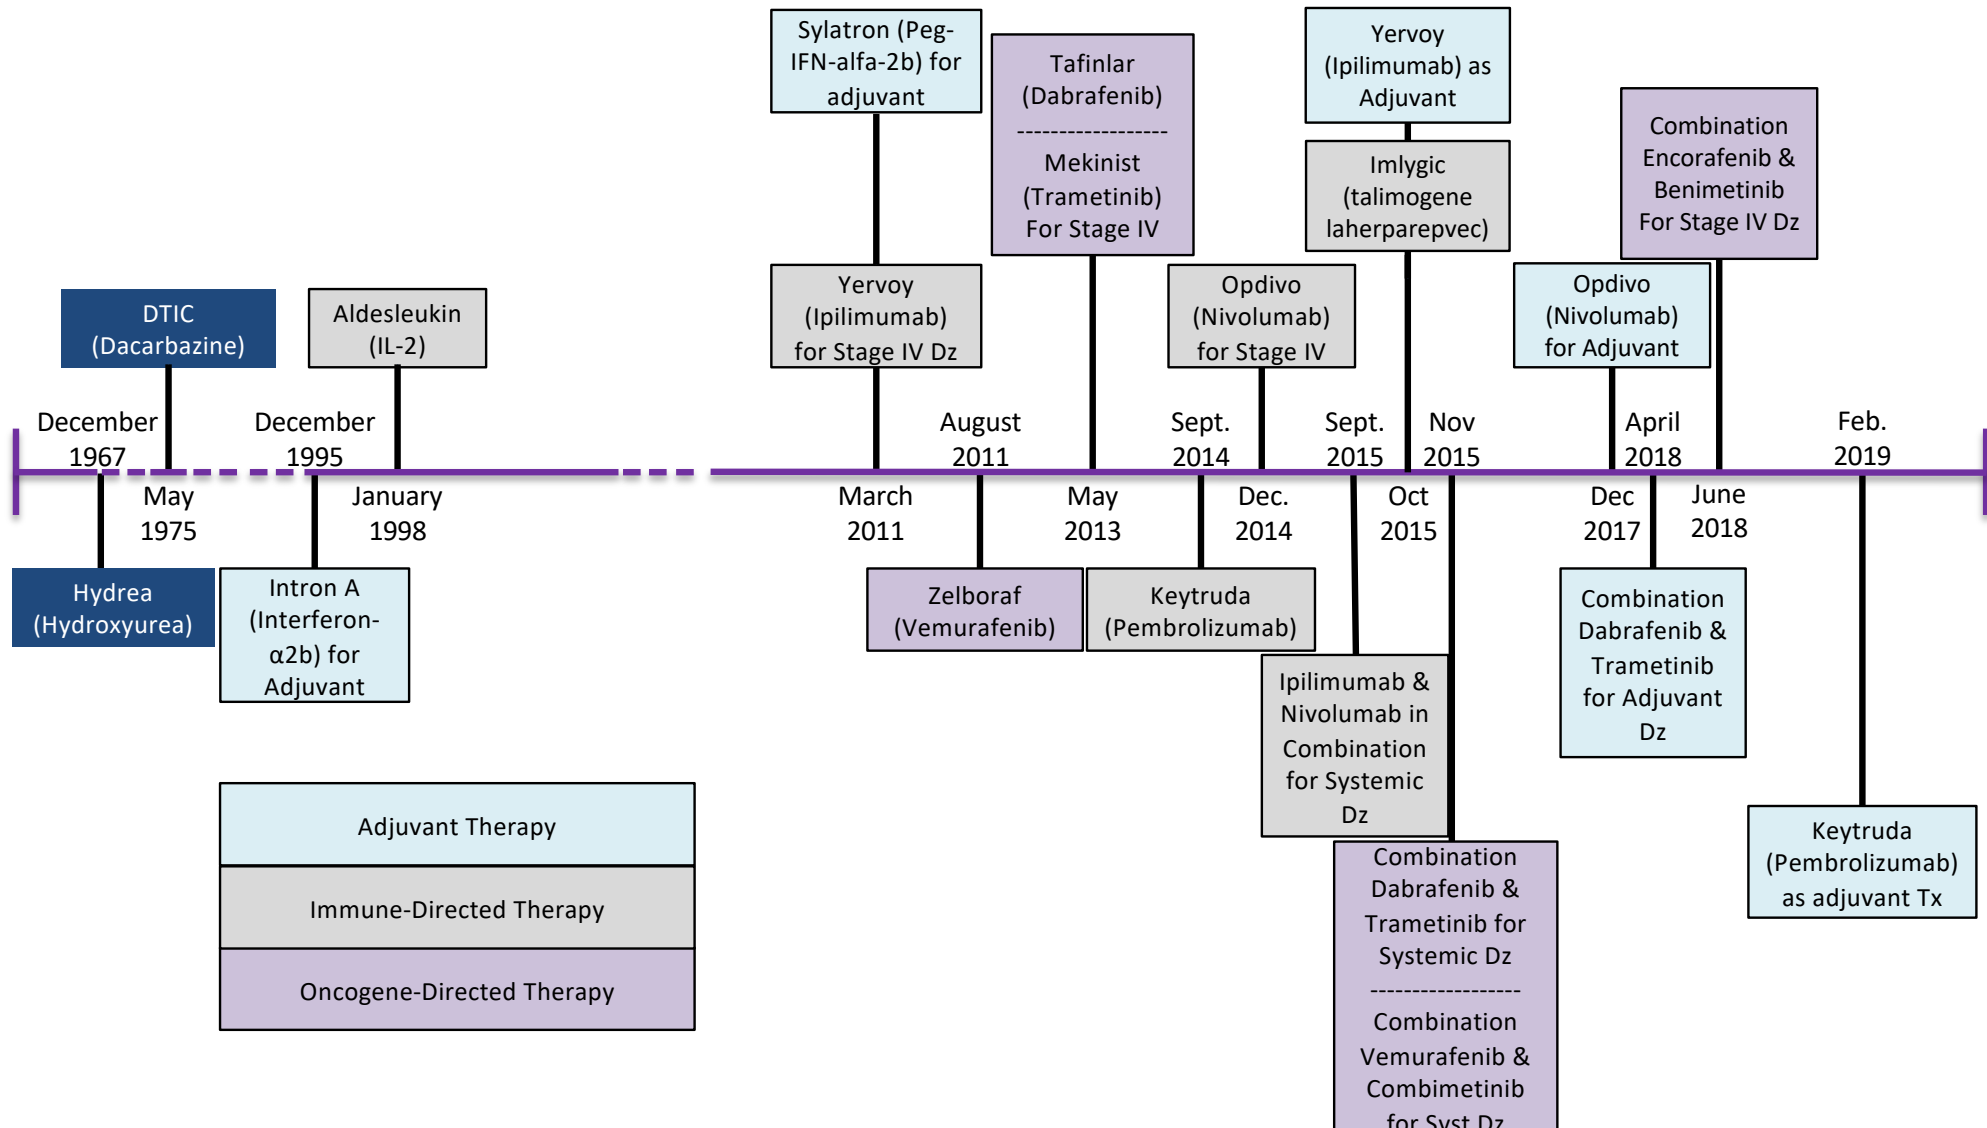 Sylatron (Peg-
IFN-alfa-2b) for
adjuvant
Tafinlar
(Dabrafenib)
------------------
Mekinist
(Trametinib)
For Stage IV
Yervoy
(Ipilimumab) as
Adjuvant
Imlygic
(talimogene
laherparepvec)
Combination
Encorafenib &
Benimetinib
For Stage IV Dz
DTIC
(Dacarbazine)
Aldesleukin
(IL-2)
Yervoy
(Ipilimumab)
for Stage IV Dz
Opdivo
(Nivolumab)
for Stage IV
Opdivo
(Nivolumab)
for Adjuvant
December
1967
December
1995
August
2011
Sept.
2014
Sept.
2015
Nov
2015
April
2018
Feb.
2019
May
1975
January
1998
March
2011
May
2013
Dec.
2014
Oct
2015
Dec
2017
June
2018
Hydrea
(Hydroxyurea)
Intron A
(Interferon-
α2b) for
Adjuvant
Zelboraf
(Vemurafenib)
Keytruda
(Pembrolizumab)
Ipilimumab &
Nivolumab in
Combination
for Systemic
Dz
Combination
Dabrafenib &
Trametinib
for Adjuvant
Dz
Keytruda
(Pembrolizumab)
as adjuvant Tx
Combination
Dabrafenib &
Trametinib for
Systemic Dz
------------------
Combination
Vemurafenib &
Combimetinib
for Syst Dz
Adjuvant Therapy
Immune-Directed Therapy
Oncogene-Directed Therapy